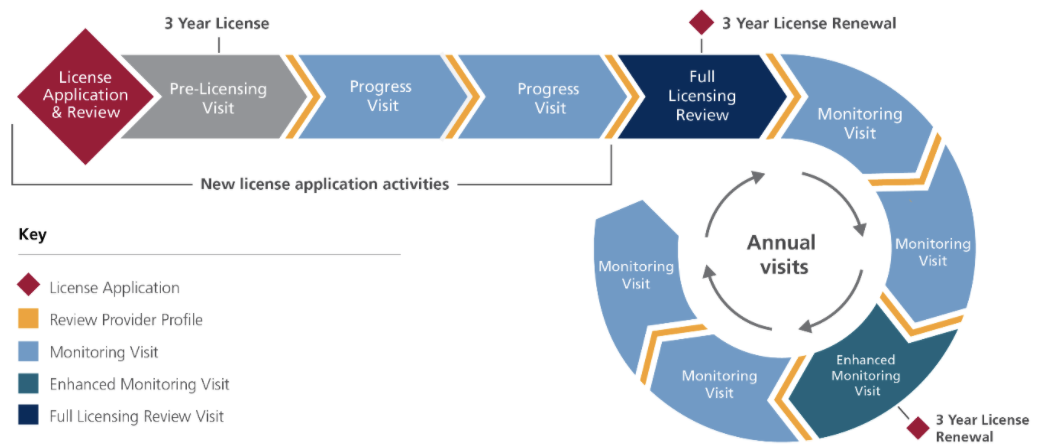 3 Year License
3 Year License Renewal
License
Application
& Review
Pre-Licensing
Visit
Progress
Visit
Progress
Visit
Full
Licensing
Review
Monitoring
Visit
New license application activities
Monitoring
Visit
Enhanced
Monitoring
Visit
3 Year License
Renewal
Monitoring
Visit
Monitoring
Visit
Annual
visits
Key
License Application
Review Provider Profile
Monitoring Visit
Enhanced Monitoring Visit
Full Licensing Review Visit